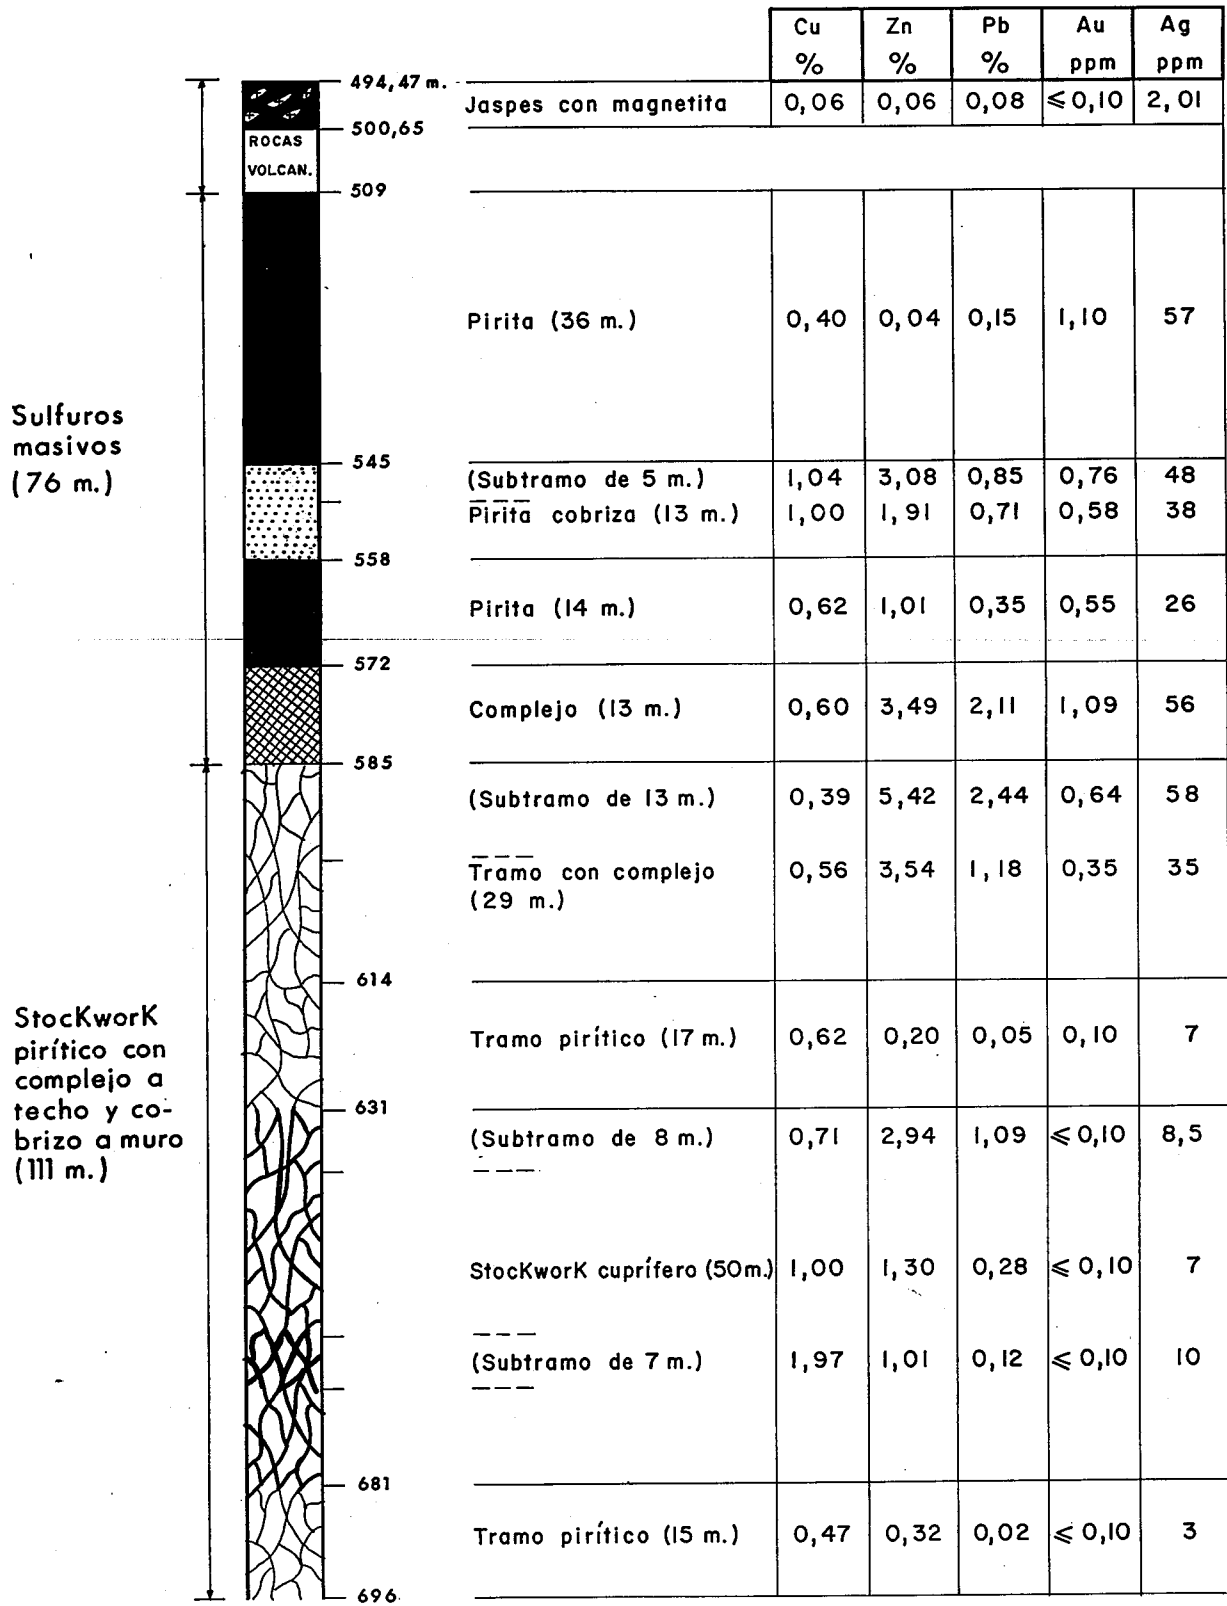 Cu Zn Pb Au Ag
% % % ppm ppm
494,47 m.
Jaspes con magnetita 0,06 0,06 0,08 ≤ 0,10 2,01
500,65
ROCAS
VOLCAN.
509
Pirita (36 m.) 0,40 0,04 0,15 1,10 57
Sulfuros
masivos
(76 m.)
545
(Subtramo de 5 m.) 1,04 3,08 0,85 0,76 48
Pirita cobriza (13 m.) 1,00 1,91 0,71 0,58 38
558
Pirita (14 m.) 0,62 1,01 0,35 0,55 26
572
Complejo (13 m.) 0,60 3,49 2,11 1,09 56
585
(Subtramo de 13 m.) 0,39 5,42 2,44 0,64 58
Tramo con complejo 0,56 3,54 1,18 0,35 35
(29 m.)
614
StocKworK
pirítico con
complejo a
techo y co-
brizo a muro
(111 m.)
Tramo pirítico (17 m.) 0,62 0,20 0,05 0,10 7
631
(Subtramo de 8 m.) 0,71 2,94 1,09 ≤ 0,10 8,5
StocKworK cuprífero (50m.) 1,00 1,30 0,28 ≤ 0,10 7
(Subtramo de 7 m.) 1,97 1,01 0,12 ≤ 0,10 10
681
Tramo pirítico (15 m.) 0,47 0,32 0,02 ≤ 0,10 3
696